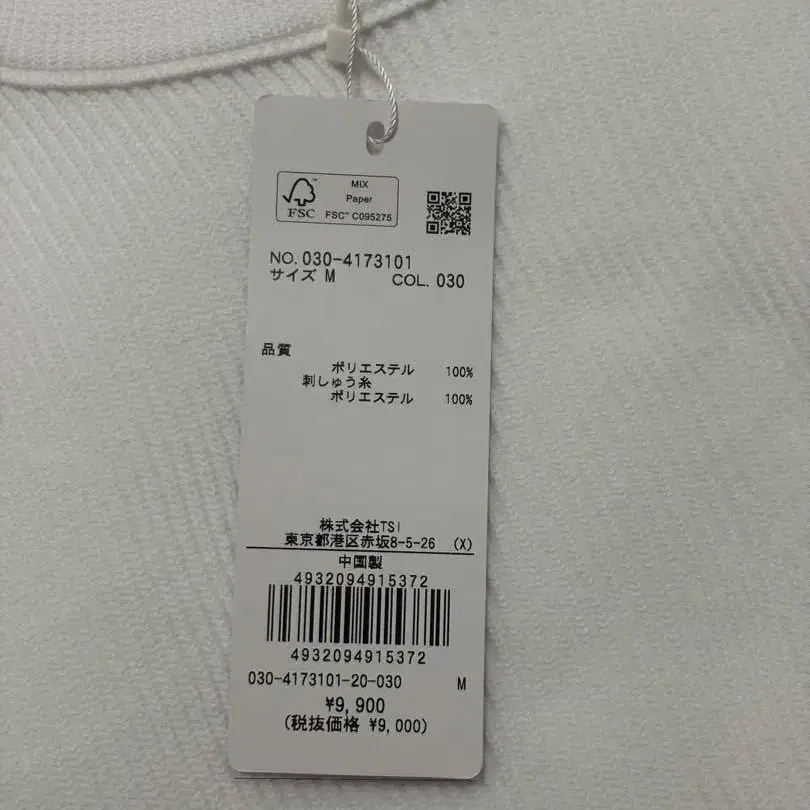 MIX
Paper
FSC™
FSC™ C095275
NO. 030-4173101
サイズ M COL. 030
品質
ポリエステル 100%
刺しゅう糸
ポリエステル 100%
株式会社TSI
東京都港区赤坂8-5-26 (X)
中国製
4932094915372
4932094915372
030-4173101-20-030 M
¥9,900
(税抜価格 ¥9,000)